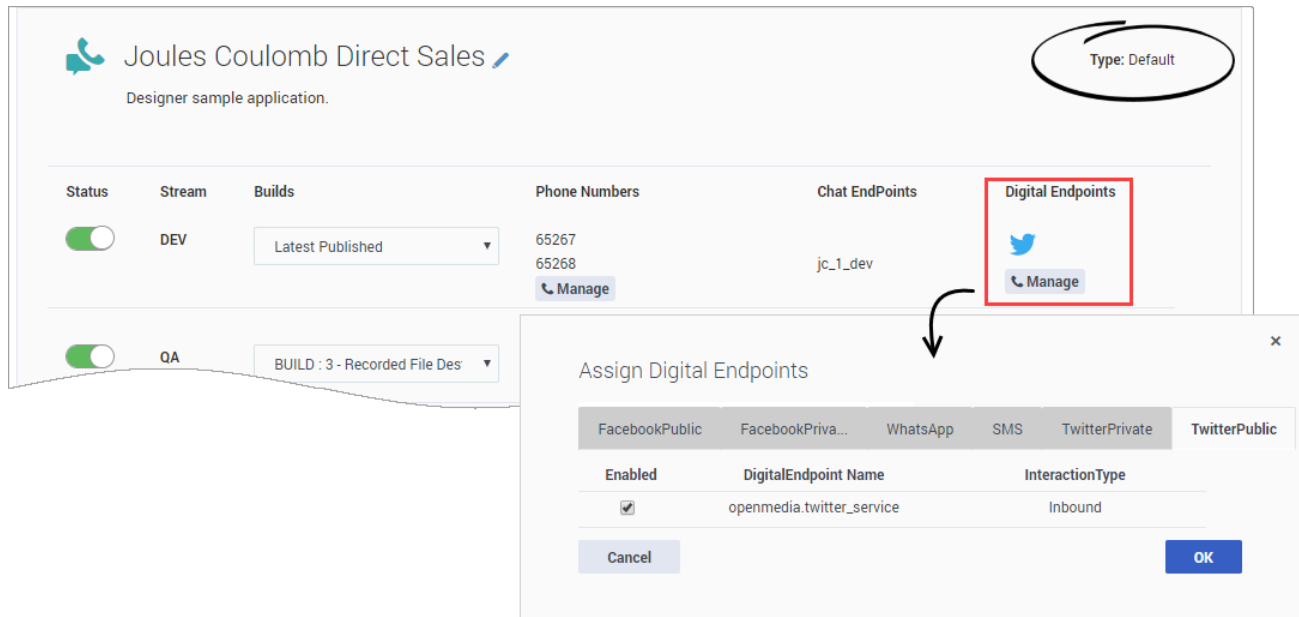 Joules Coulomb Direct Sales
Type: Default
Designer sample application.
Status Stream Builds Phone Numbers Chat EndPoints Digital Endpoints
DEV Latest Published 65267
65268 jc_1_dev
Manage Manage
QA BUILD : 3 - Recorded File Des
×
Assign Digital Endpoints
FacebookPublic FacebookPriva... WhatsApp SMS TwitterPrivate TwitterPublic
Enabled DigitalEndpoint Name InteractionType
openmedia.twitter_service Inbound
Cancel OK